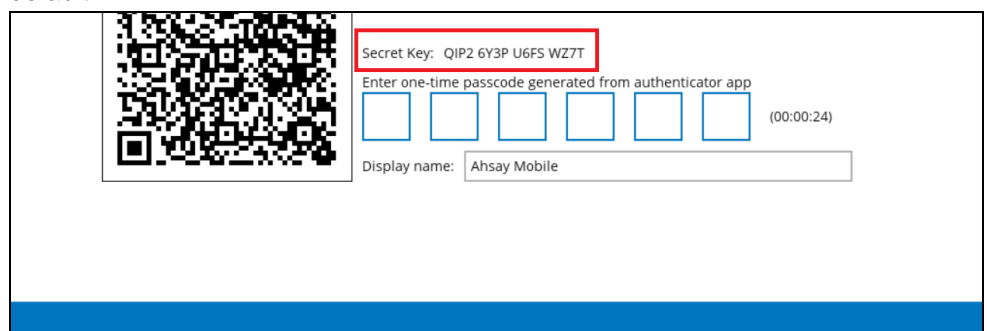 Secret Key: QIP2 6Y3P U6FS WZ7T
Enter one-time passcode generated from authenticator app
(00:00:24)
Display name: Ahsay Mobile